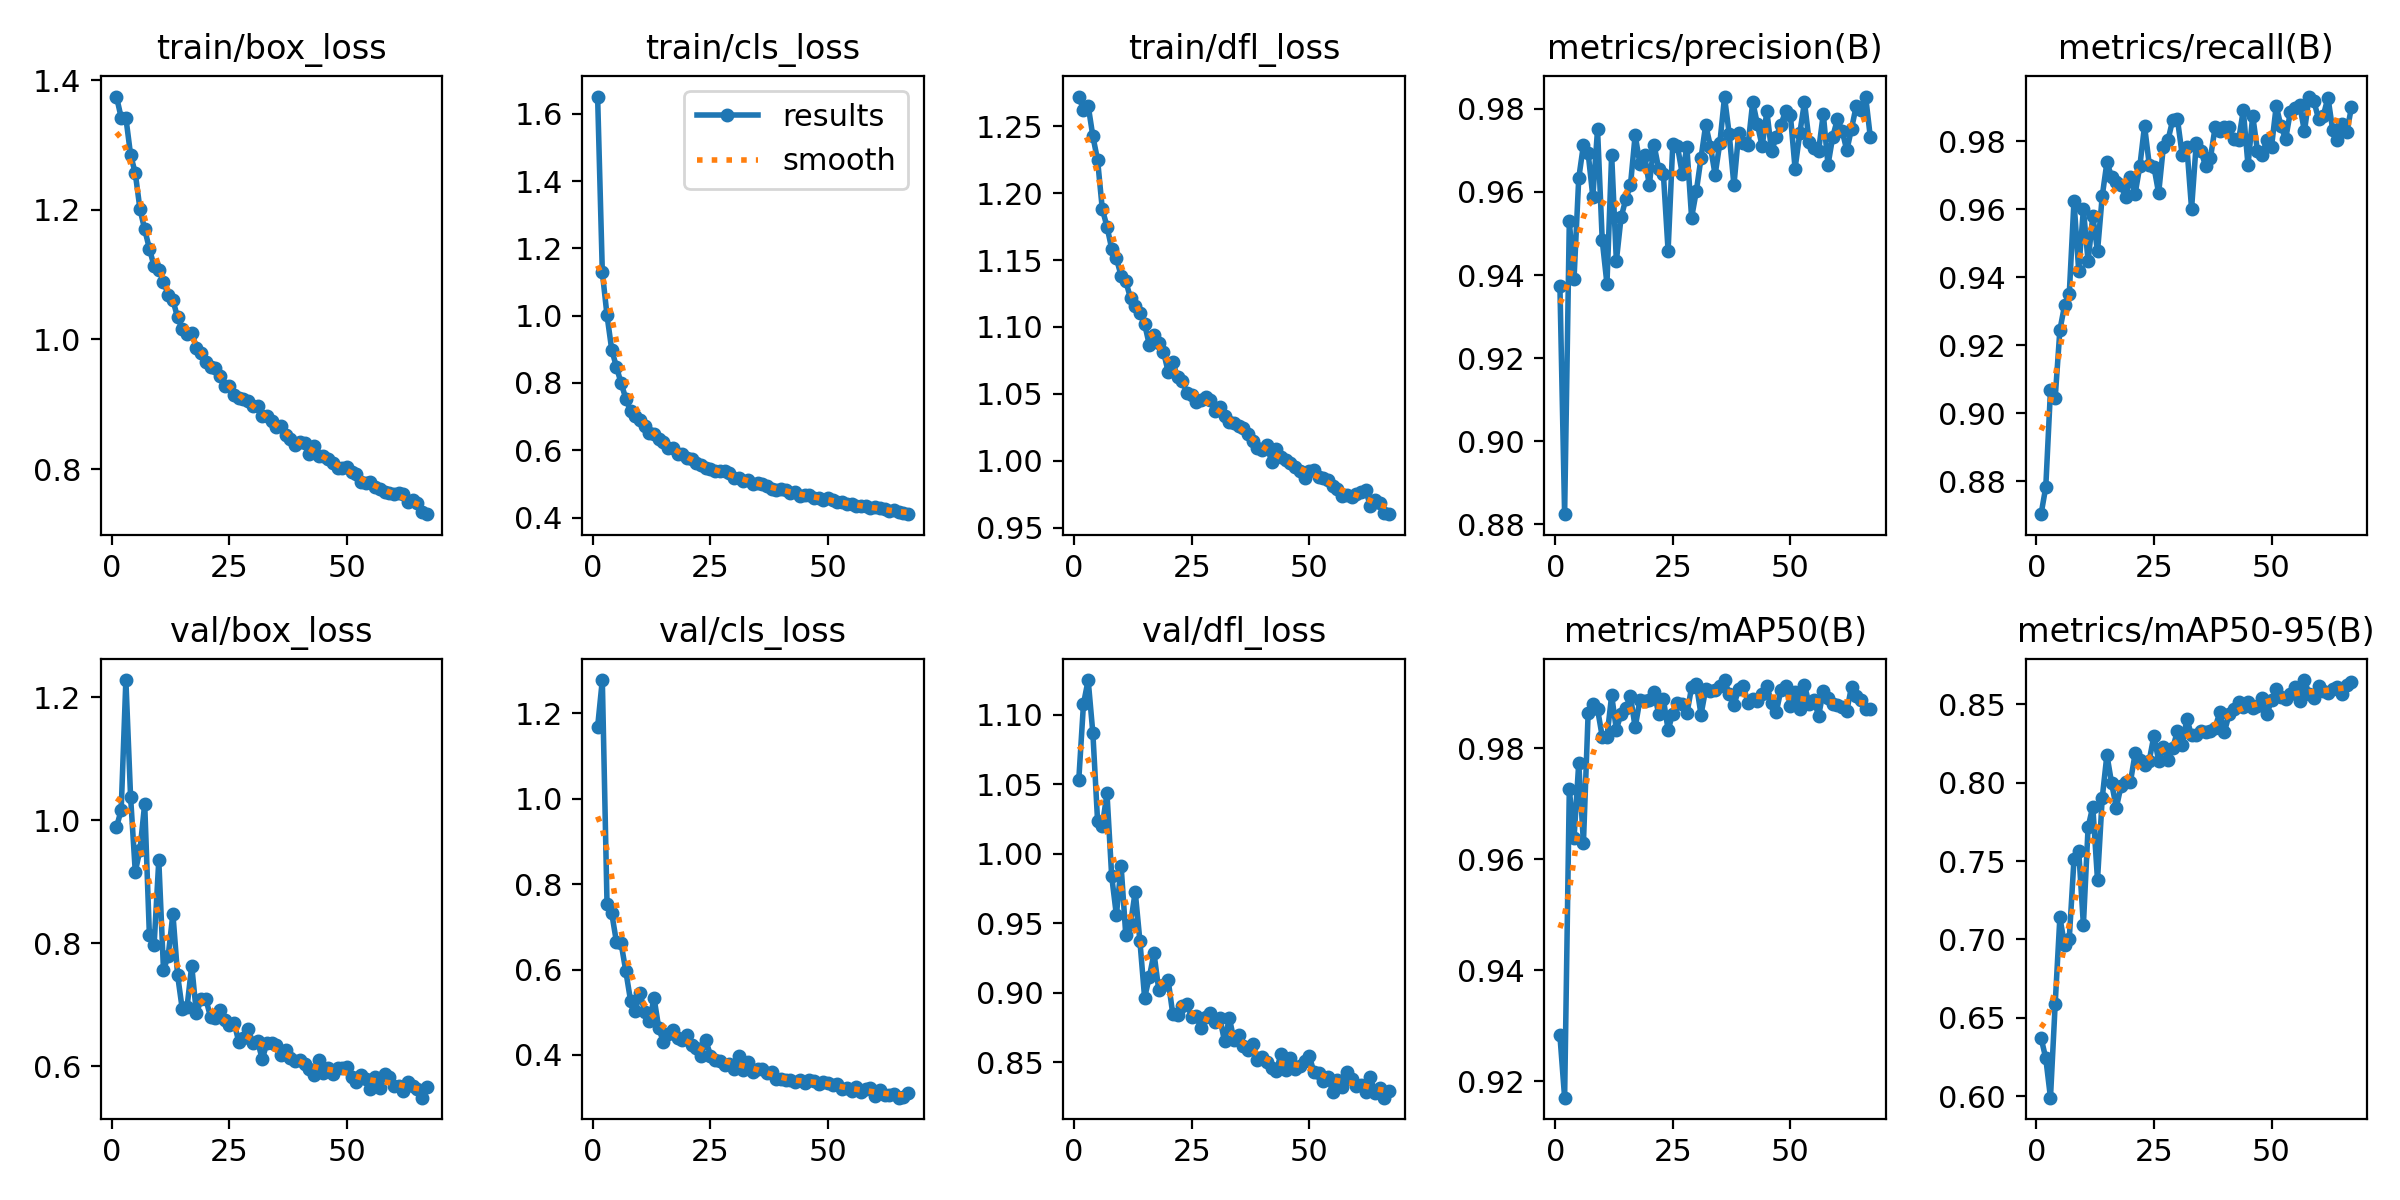 train/box_loss
train/cls_loss
train/dfl_loss
metrics/precision(B)
metrics/recall(B)
1.4
1.2
1.0
0.8
0 25 50
results
smooth
1.6
1.4
1.2
1.0
0.8
0.6
0.4
0 25 50
1.25
1.20
1.15
1.10
1.05
1.00
0.95
0 25 50
0.98
0.96
0.94
0.92
0.90
0.88
0 25 50
0.98
0.96
0.94
0.92
0.90
0.88
0 25 50
val/box_loss
val/cls_loss
val/dfl_loss
metrics/mAP50(B)
metrics/mAP50-95(B)
1.2
1.0
0.8
0.6
0 25 50
1.2
1.0
0.8
0.6
0.4
0 25 50
1.10
1.05
1.00
0.95
0.90
0.85
0 25 50
0.98
0.96
0.94
0.92
0 25 50
0.85
0.80
0.75
0.70
0.65
0.60
0 25 50